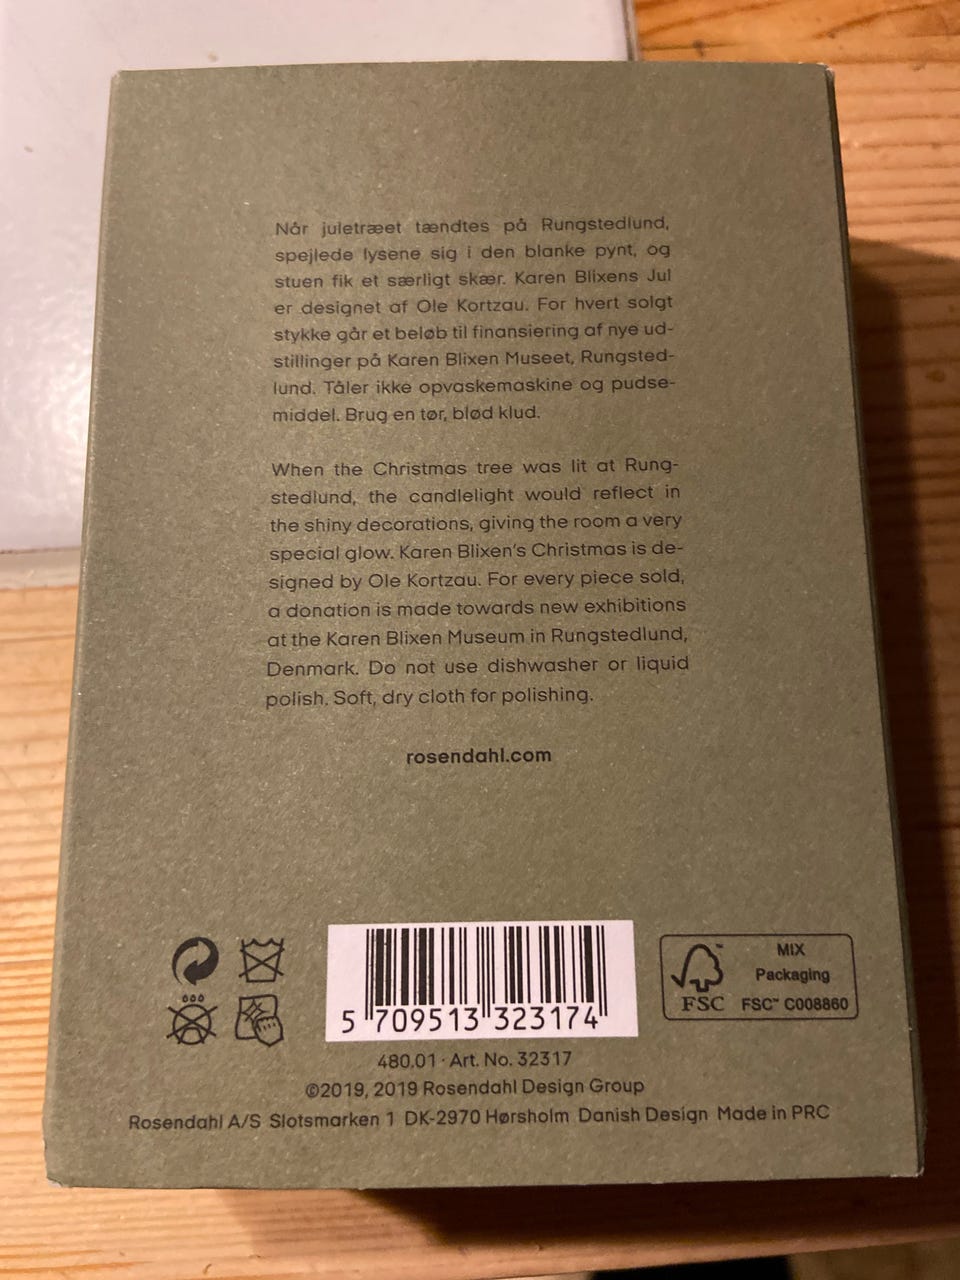 Når juletræet tændtes på Rungstedlund,
spejlede lysene sig i den blanke pynt, og
stuen fik et særligt skær. Karen Blixens Jul
er designet af Ole Kortzau. For hvert solgt
stykke går et beløb til finansiering af nye ud-
stillinger på Karen Blixen Museet, Rungsted-
lund. Tåler ikke opvaskemaskine og pudse-
middel. Brug en tør, blød klud.
When the Christmas tree was lit at Rung-
stedlund, the candlelight would reflect in
the shiny decorations, giving the room a very
special glow. Karen Blixen's Christmas is de-
signed by Ole Kortzau. For every piece sold,
a donation is made towards new exhibitions
at the Karen Blixen Museum in Rungstedlund,
Denmark. Do not use dishwasher or liquid
polish. Soft, dry cloth for polishing.
rosendahl.com
5 709513 323174
FSC™
MIX
Packaging
FSC™ C008860
480.01 · Art. No. 32317
©2019, 2019 Rosendahl Design Group
Rosendahl A/S Slotsmarken 1 DK-2970 Hørsholm Danish Design Made in PRC